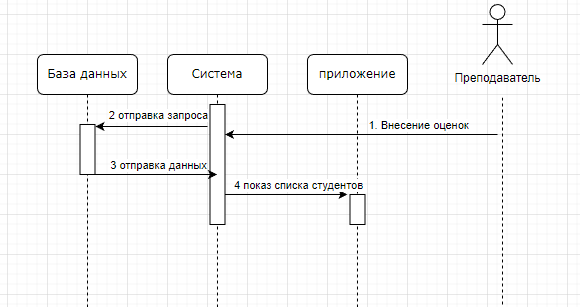 База данных
Система
приложение
Преподаватель
2 отправка запроса
1. Внесение оценок
3 отправка данных
4 показ списка студентов